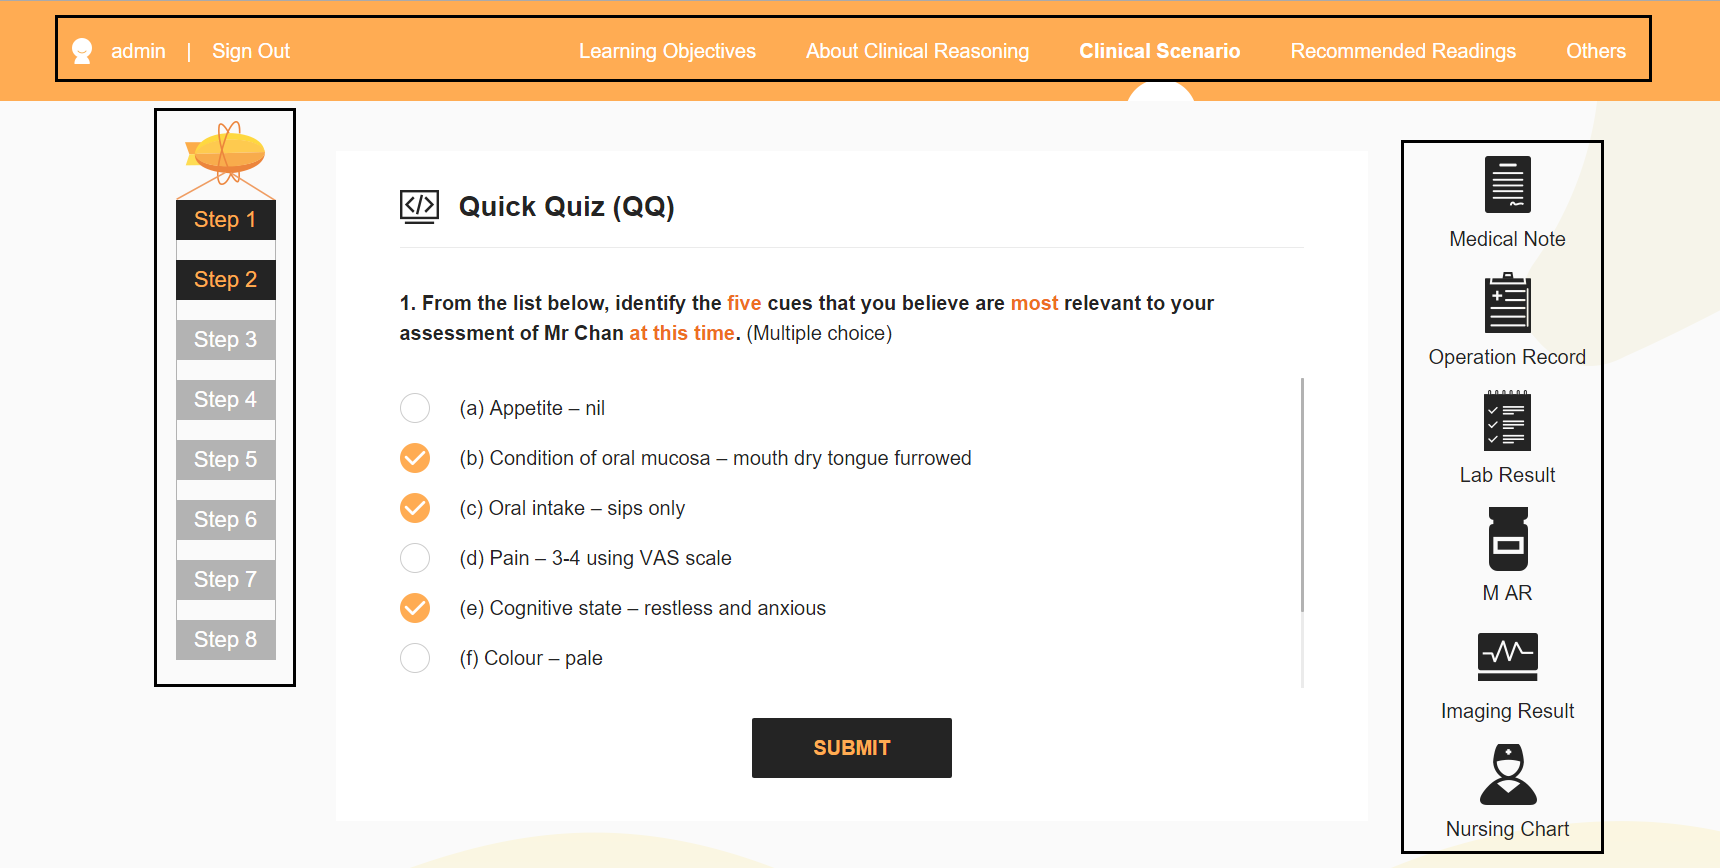 admin | Sign Out Learning Objectives About Clinical Reasoning Clinical Scenario Recommended Readings Others
Step 1
Step 2
Step 3
Step 4
Step 5
Step 6
Step 7
Step 8
</> Quick Quiz (QQ)
1. From the list below, identify the five cues that you believe are most relevant to your
assessment of Mr Chan at this time. (Multiple choice)
(a) Appetite – nil
(b) Condition of oral mucosa – mouth dry tongue furrowed
(c) Oral intake – sips only
(d) Pain – 3-4 using VAS scale
(e) Cognitive state – restless and anxious
(f) Colour – pale
SUBMIT
Medical Note
Operation Record
Lab Result
M AR
Imaging Result
Nursing Chart